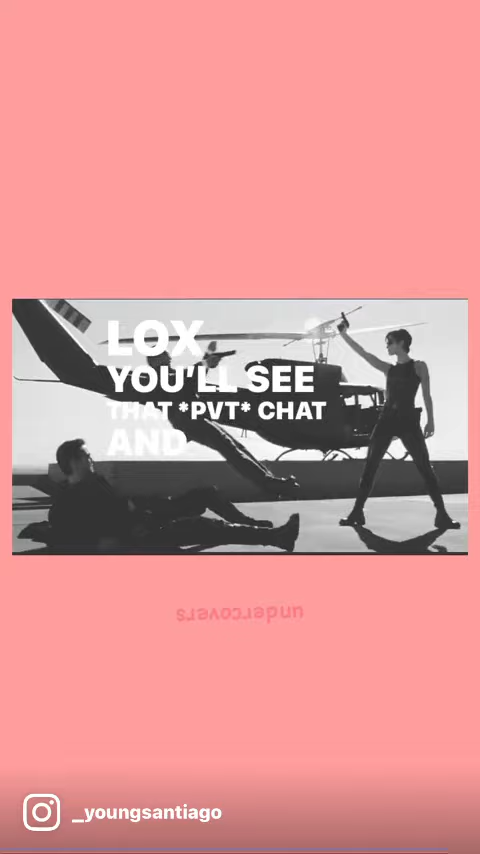 LOX
YOU'LL SEE
THAT *PVT* CHAT
AND
undercovers
_youngsantiago